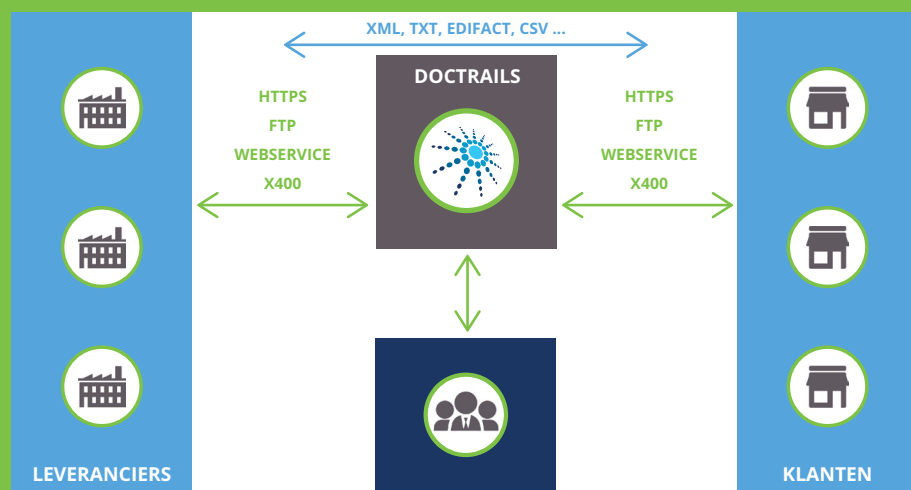 XML, TXT, EDIFACT, CSV ...
DOCTRAILS
HTTPS
FTP
WEBSERVICE
X400
HTTPS
FTP
WEBSERVICE
X400
LEVERANCIERS
KLANTEN